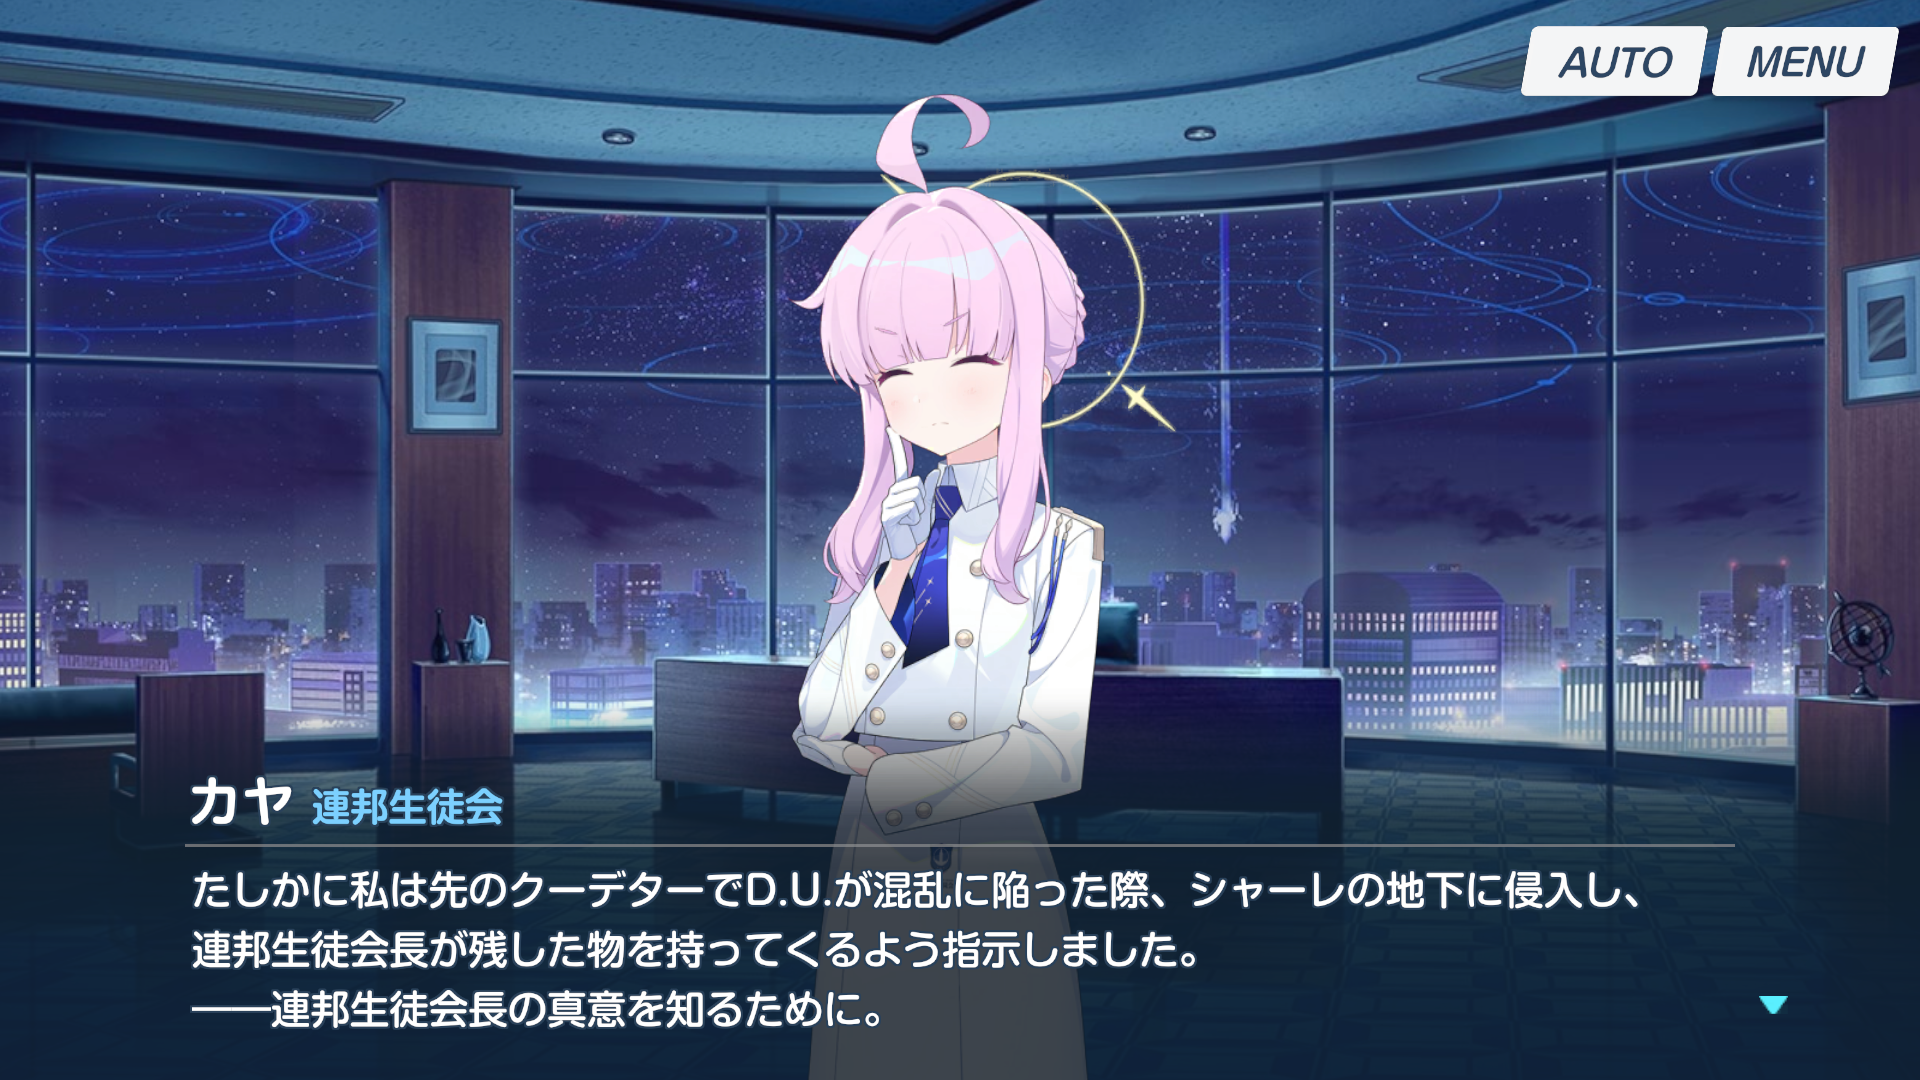 AUTO
MENU
カヤ 連邦生徒会
たしかに私は先のクーデターでD.U.が混乱に陥った際、シャーレの地下に侵入し、
連邦生徒会長が残した物を持ってくるよう指示しました。
――連邦生徒会長の真意を知るために。